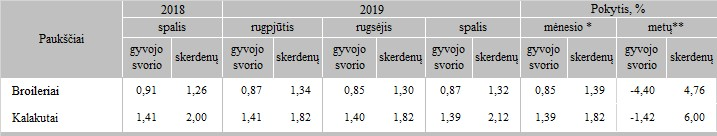 Paukščiai 2018 2019 Pokytis, %
spalis rugpjūtis rugsėjis spalis mėnesio * metų**
gyvojo svorio skerdenų gyvojo svorio skerdenų gyvojo svorio skerdenų gyvojo svorio skerdenų gyvojo svorio skerdenų gyvojo svorio skerdenų
Broileriai 0,91 1,26 0,87 1,34 0,85 1,30 0,87 1,32 0,85 1,39 -4,40 4,76
Kalakutai 1,41 2,00 1,41 1,82 1,40 1,82 1,39 2,12 1,39 1,82 -1,42 6,00